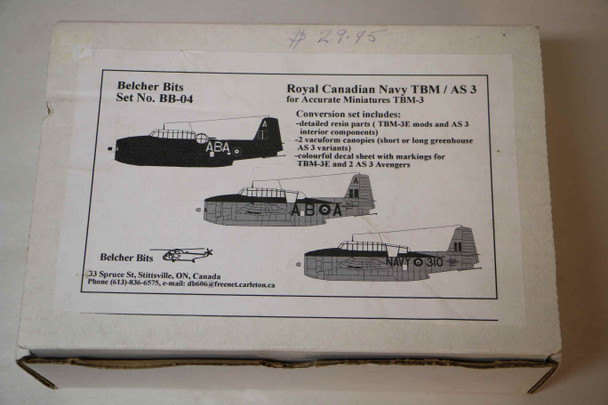 # 29.95
Belcher Bits
Set No. BB-04
Royal Canadian Navy TBM / AS 3
for Accurate Miniatures TBM-3
Conversion set includes:
-detailed resin parts ( TBM-3E mods and AS 3
interior components)
-2 vacuform canopies (short or long greenhouse
AS 3 variants)
-colourful decal sheet with markings for
TBM-3E and 2 AS 3 Avengers
ABA
A
AB A
NAVY 310
Belcher Bits
33 Spruce St, Stittsville, ON, Canada
Phone (613)-836-6575, e-mail: db606@freenet.carleton.ca